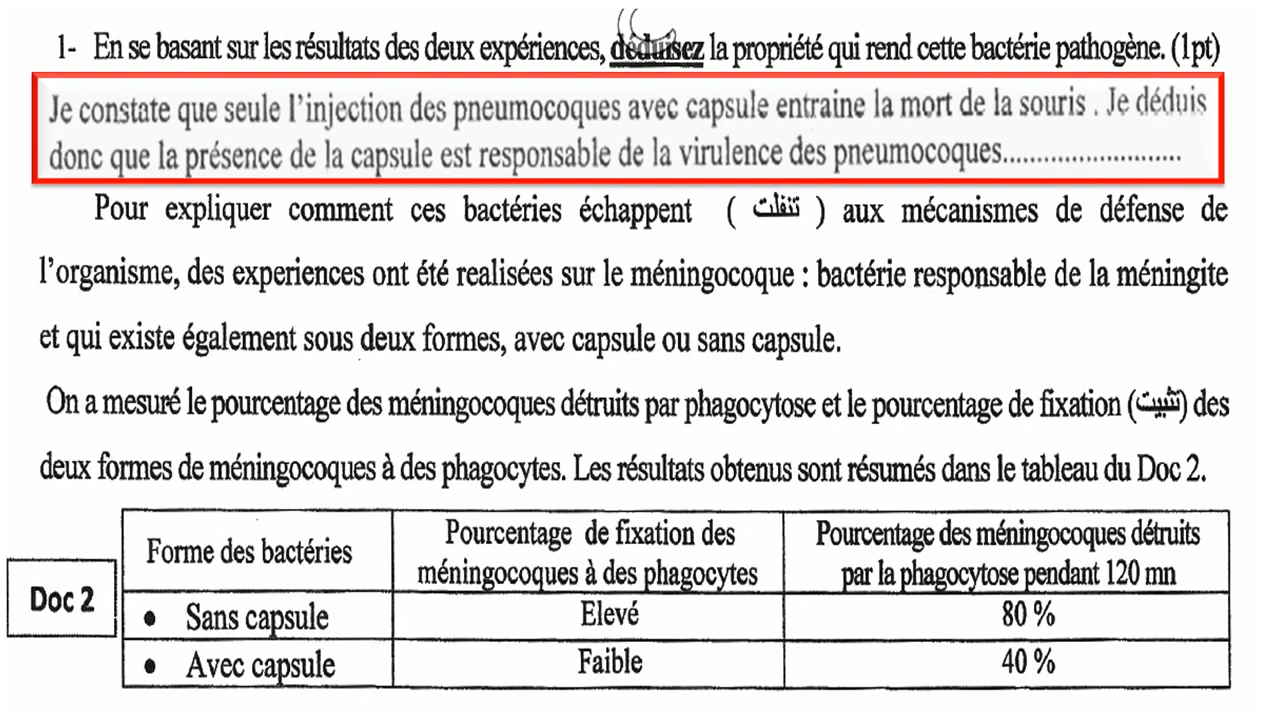 1- En se basant sur les résultats des deux expériences, déduisez la propriété qui rend cette bactérie pathogène. (1pt)
Je constate que seule l'injection des pneumocoques avec capsule entraine la mort de la souris . Je déduis
donc que la présence de la capsule est responsable de la virulence des pneumocoques..........................
Pour expliquer comment ces bactéries échappent ( تنفلت ) aux mécanismes de défense de
l'organisme, des experiences ont été realisées sur le méningocoque : bactérie responsable de la méningite
et qui existe également sous deux formes, avec capsule ou sans capsule.
On a mesuré le pourcentage des méningocoques détruits par phagocytose et le pourcentage de fixation (تثبيت) des
deux formes de méningocoques à des phagocytes. Les résultats obtenus sont résumés dans le tableau du Doc 2.
Doc 2
Forme des bactéries
Pourcentage de fixation des
méningocoques à des phagocytes
Pourcentage des méningocoques détruits
par la phagocytose pendant 120 mn
• Sans capsule
Elevé
80 %
• Avec capsule
Faible
40 %